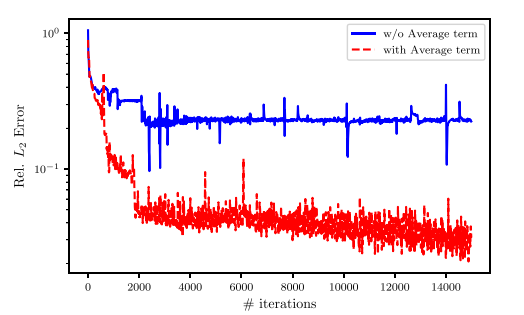 w/o Average term
with Average term
10⁰
10⁻¹
Rel. L₂ Error
0 2000 4000 6000 8000 10000 12000 14000
# iterations